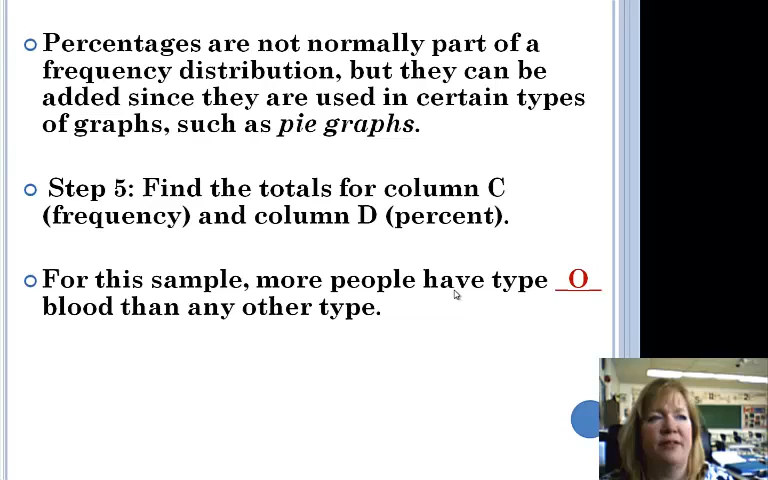 Percentages are not normally part of a
frequency distribution, but they can be
added since they are used in certain types
of graphs, such as pie graphs.
Step 5: Find the totals for column C
(frequency) and column D (percent).
For this sample, more people have type _O_
blood than any other type.